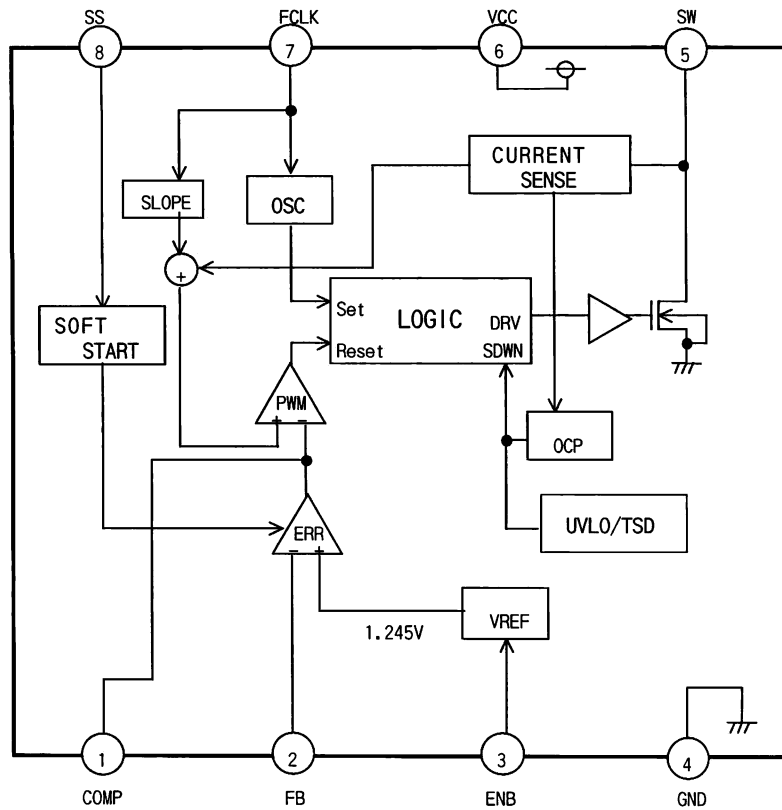 SS FCLK VCC SW
8 7 6 5
CURRENT
SENSE
SLOPE OSC
+
Set LOGIC DRV
SDWN
Reset
SOFT
START
PWM
+ -
OCP
ERR
- +
UVLO/TSD
VREF
1.245V
1 2 3 4
COMP FB ENB GND